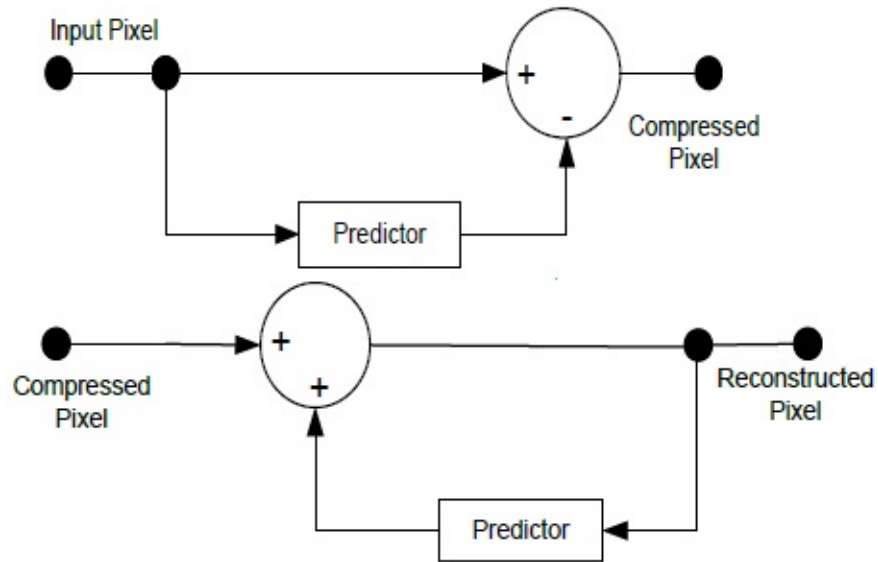 Input Pixel
+
-
Compressed
Pixel
Predictor
+
+
Compressed
Pixel
Reconstructed
Pixel
Predictor